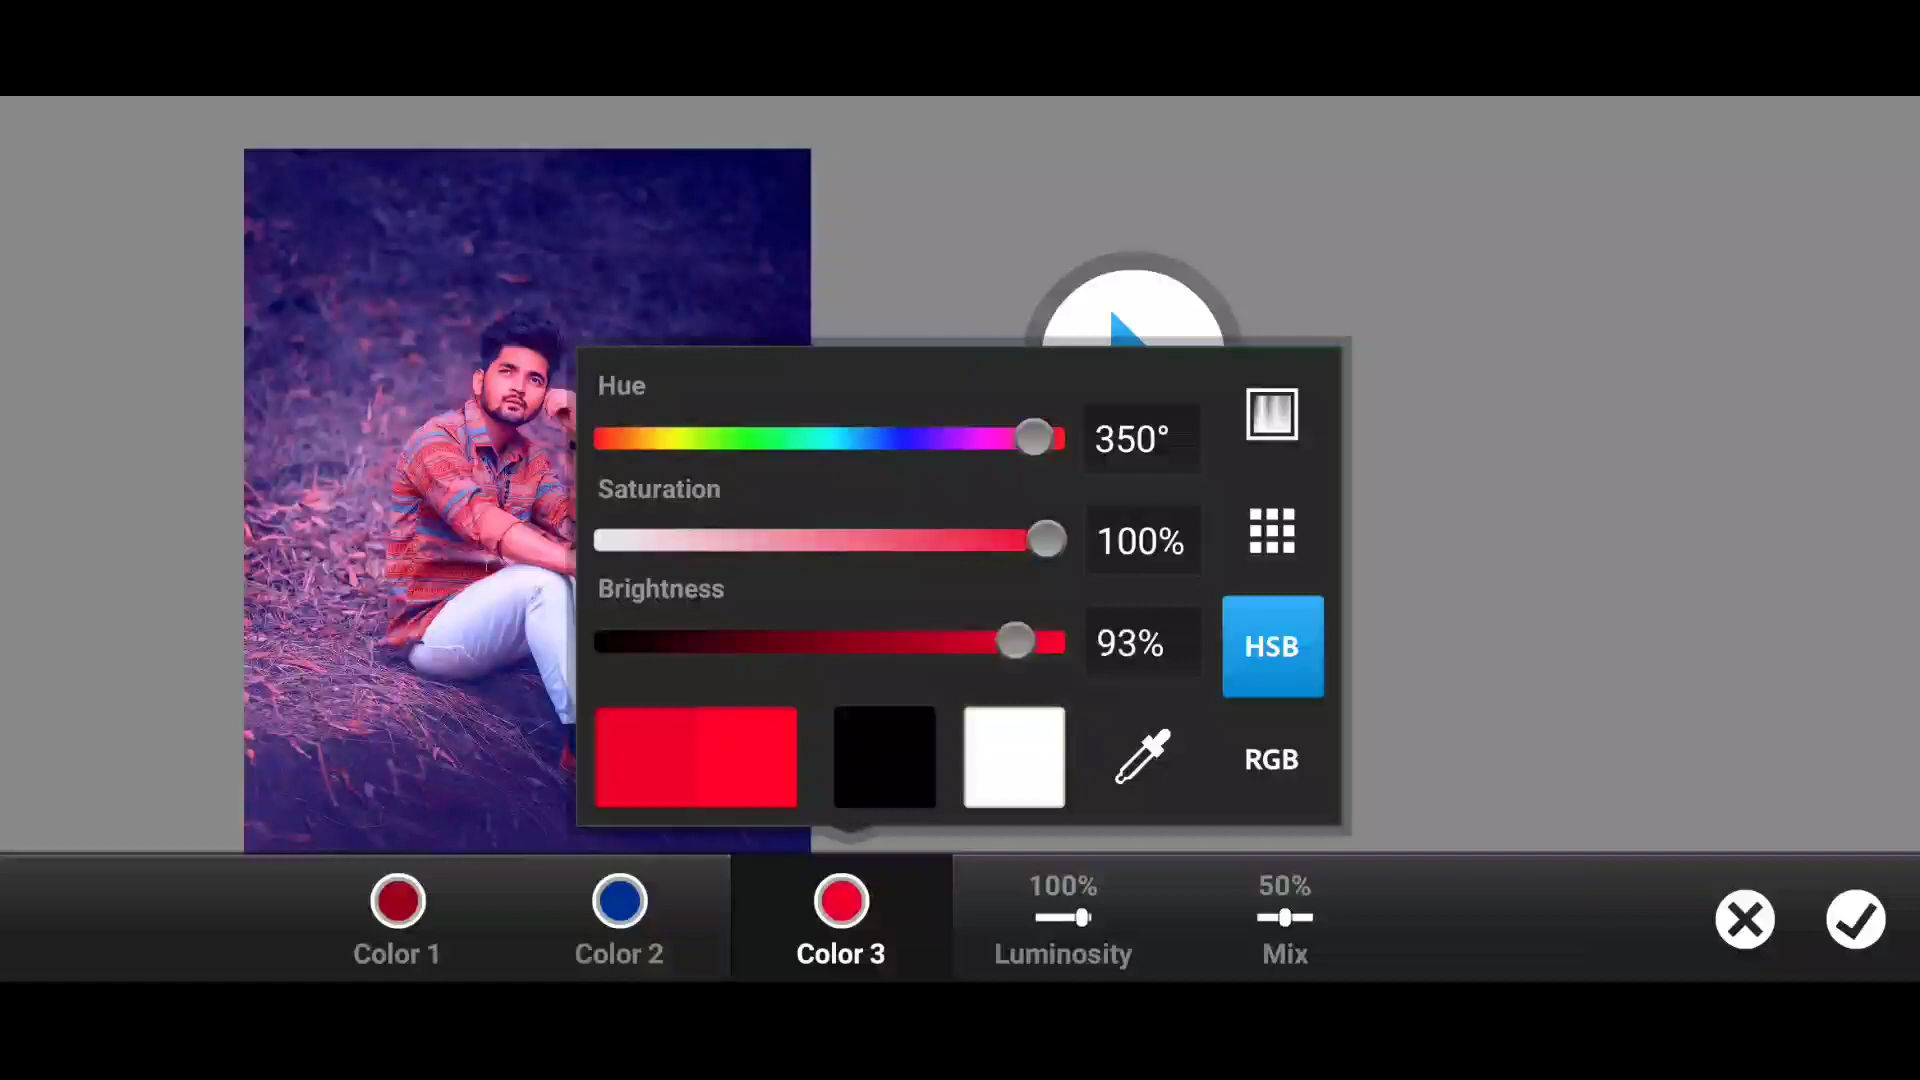 Hue
350°
Saturation
100%
Brightness
93%
HSB
RGB
100%
50%
Color 1
Color 2
Color 3
Luminosity
Mix